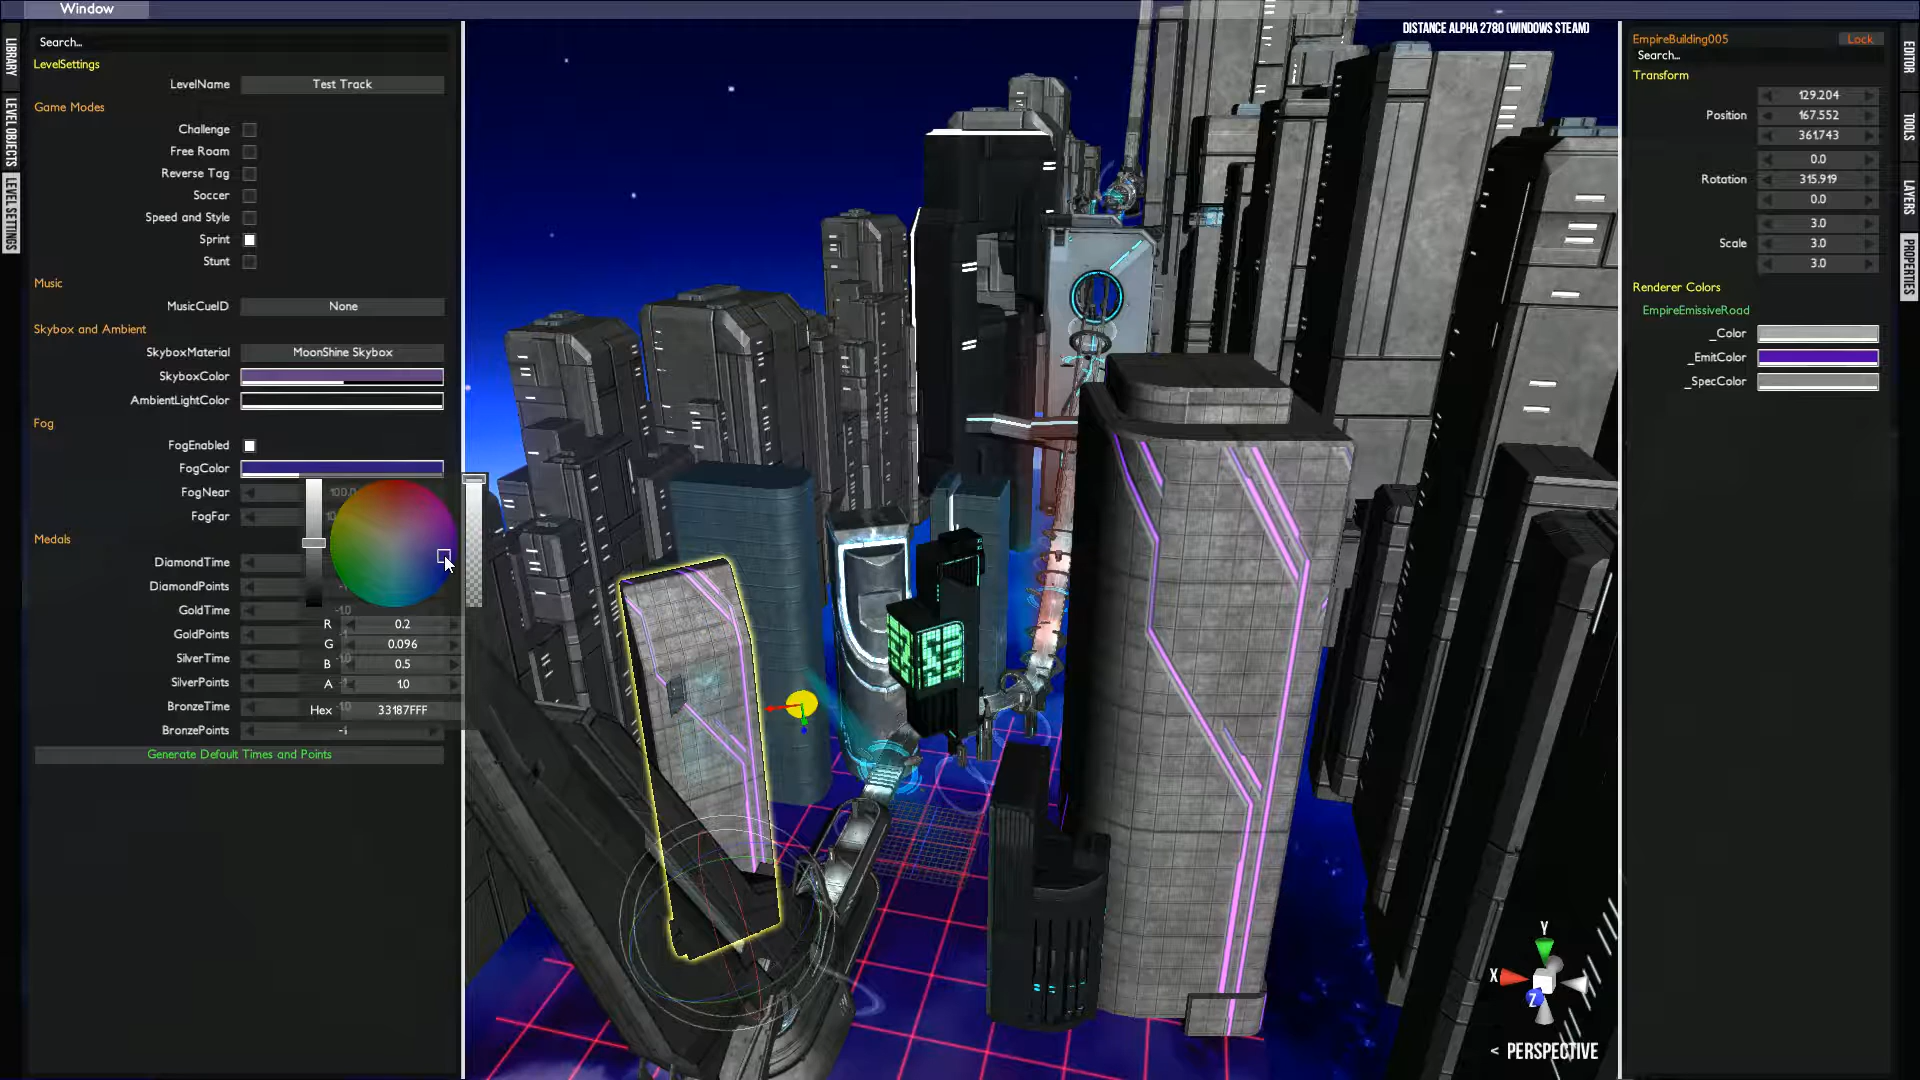 Window
DISTANCE ALPHA 2780 (WINDOWS STEAM)
LIBRARY
LEVEL OBJECTS
LEVEL SETTINGS
Search...
LevelSettings
LevelName Test Track
Game Modes
Challenge
Free Roam
Reverse Tag
Soccer
Speed and Style
Sprint
Stunt
Music
MusicCueID None
Skybox and Ambient
SkyboxMaterial MoonShine Skybox
SkyboxColor
AmbientLightColor
Fog
FogEnabled
FogColor
FogNear 100.0
FogFar
Medals
DiamondTime
DiamondPoints
GoldTime -1.0
GoldPoints
SilverTime
SilverPoints
BronzeTime
BronzePoints -1
R 0.2
G 0.096
B 0.5
A 1.0
Hex 33187FFF
Generate Default Times and Points
EmpireBuilding005 Lock
Search...
Transform
Position 129.204
167.552
361.743
Rotation 0.0
315.919
0.0
Scale 3.0
3.0
3.0
Renderer Colors
EmpireEmissiveRoad
_Color
_EmitColor
_SpecColor
EDITOR
TOOLS
LAYERS
PROPERTIES
Y
X
Z
< PERSPECTIVE